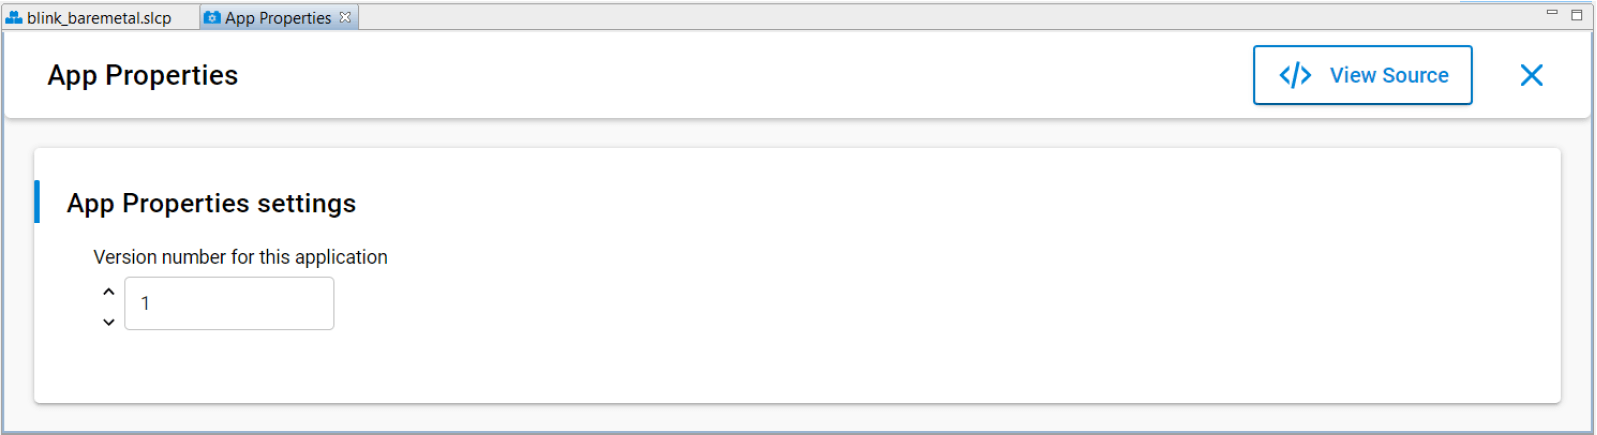 blink_baremetal.slcp App Properties
App Properties
</> View Source
App Properties settings
Version number for this application
1